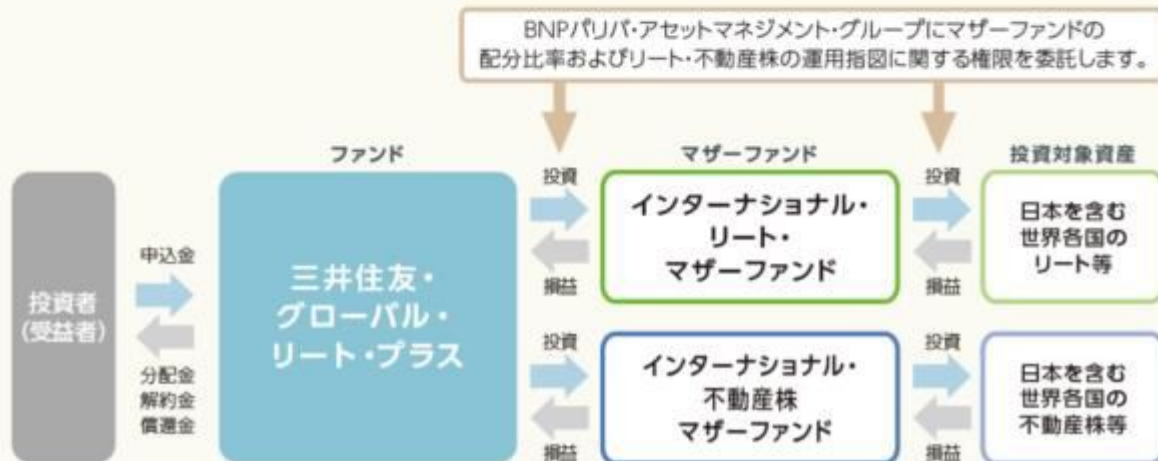 BNPパリバ・アセットマネジメント・グループにマザーファンドの
配分比率およびリート・不動産株の運用指図に関する権限を委託します。
ファンド
マザーファンド
投資対象資産
投資者
(受益者)
申込金
分配金
解約金
償還金
三井住友・
グローバル・
リート・プラス
投資
損益
インターナショナル・
リート・
マザーファンド
投資
損益
日本を含む
世界各国の
リート等
投資
損益
インターナショナル・
不動産株
マザーファンド
投資
損益
日本を含む
世界各国の
不動産株等